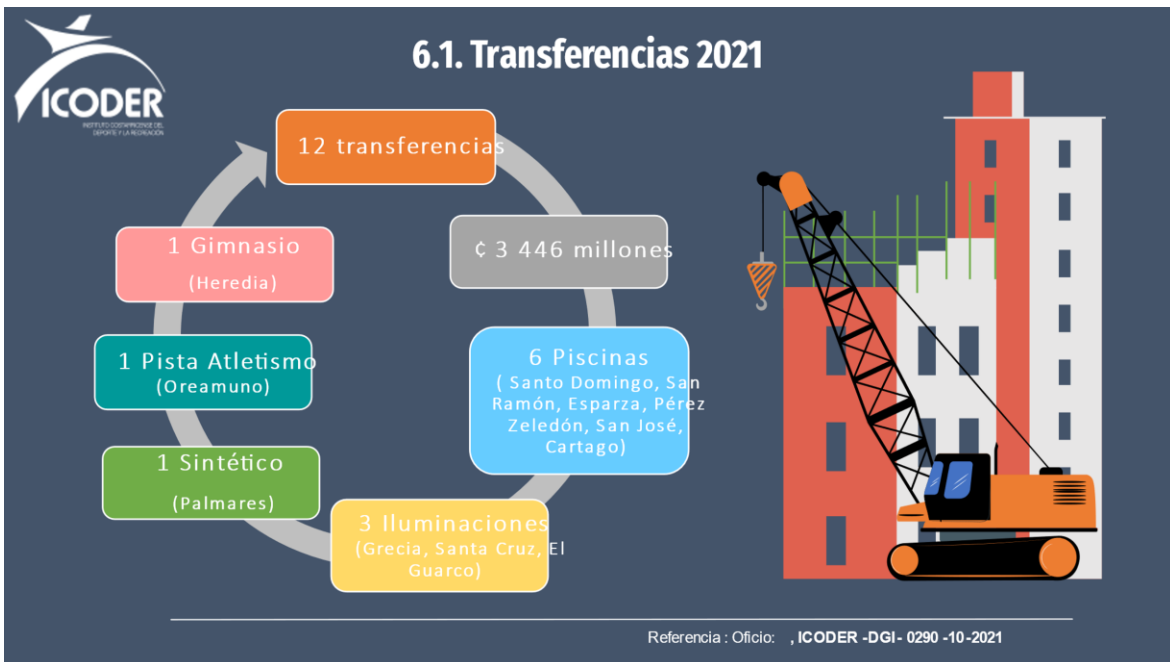 ICODER
INSTITUTO COSTARRICENSE DEL
DEPORTE Y LA RECREACIÓN
6.1. Transferencias 2021
12 transferencias
¢ 3 446 millones
6 Piscinas
( Santo Domingo, San
Ramón, Esparza, Pérez
Zeledón, San José,
Cartago)
3 Iluminaciones
(Grecia, Santa Cruz, El
Guarco)
1 Sintético
(Palmares)
1 Pista Atletismo
(Oreamuno)
1 Gimnasio
(Heredia)
Referencia : Oficio: , ICODER -DGI- 0290 -10-2021